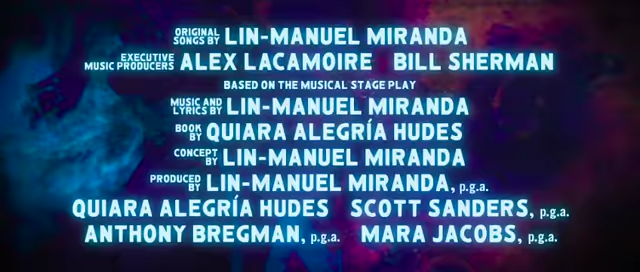 ORIGINAL SONGS BY LIN-MANUEL MIRANDA
EXECUTIVE MUSIC PRODUCERS ALEX LACAMOIRE BILL SHERMAN
BASED ON THE MUSICAL STAGE PLAY
MUSIC AND LYRICS BY LIN-MANUEL MIRANDA
BOOK BY QUIARA ALEGRÍA HUDES
CONCEPT BY LIN-MANUEL MIRANDA
PRODUCED BY LIN-MANUEL MIRANDA, p.g.a.
QUIARA ALEGRÍA HUDES SCOTT SANDERS, p.g.a.
ANTHONY BREGMAN, p.g.a. MARA JACOBS, p.g.a.